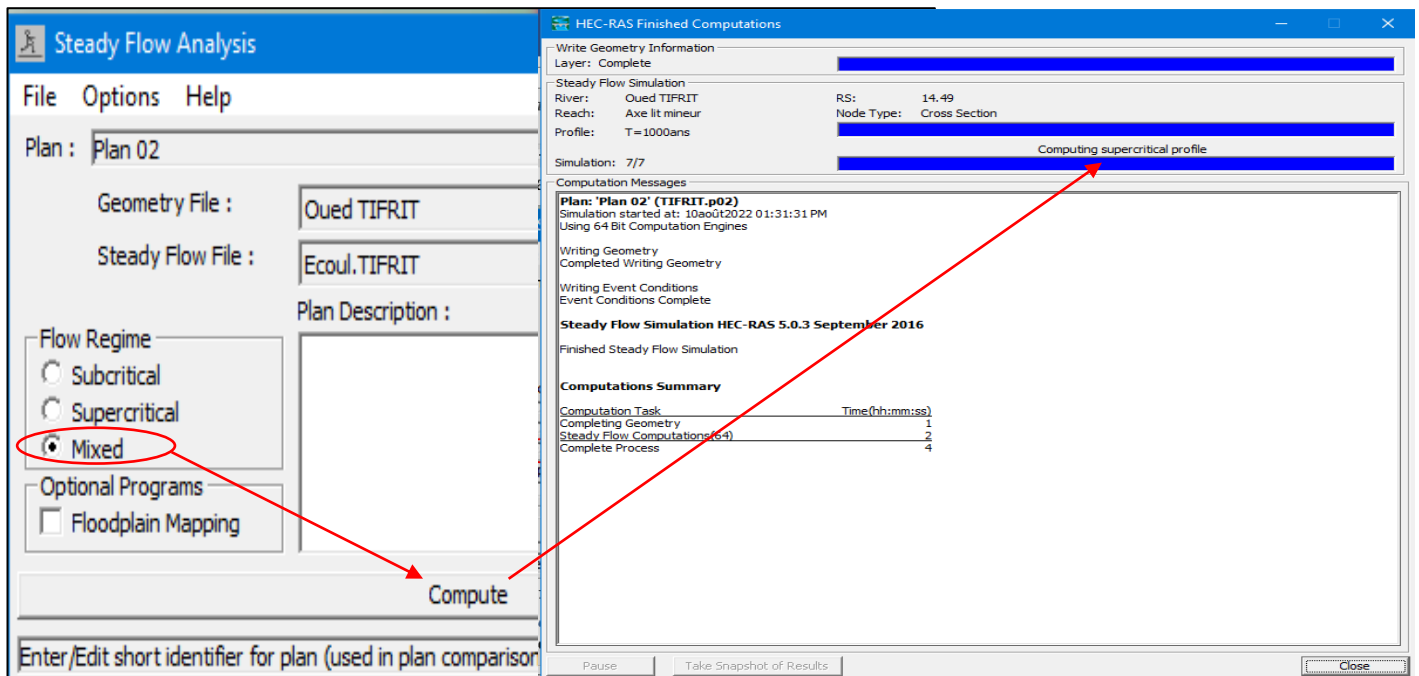 Steady Flow Analysis
File Options Help
Plan : Plan 02
Geometry File : Oued TIFRIT
Steady Flow File : Ecoul.TIFRIT
Plan Description :
Flow Regime
Subcritical
Supercritical
Mixed
Optional Programs
Floodplain Mapping
Compute
Enter/Edit short identifier for plan (used in plan comparison
HEC-RAS Finished Computations
Write Geometry Information
Layer: Complete
Steady Flow Simulation
River: Oued TIFRIT RS: 14.49
Reach: Axe lit mineur Node Type: Cross Section
Profile: T=1000ans
Computing supercritical profile
Simulation: 7/7
Computation Messages
Plan: 'Plan 02' (TIFRIT.p02)
Simulation started at: 10août2022 01:31:31 PM
Using 64 Bit Computation Engines
Writing Geometry
Completed Writing Geometry
Writing Event Conditions
Event Conditions Complete
Steady Flow Simulation HEC-RAS 5.0.3 September 2016
Finished Steady Flow Simulation
Computations Summary
Computation Task Time(hh:mm:ss)
Completing Geometry 1
Steady Flow Computations(64) 2
Complete Process 4
Pause Take Snapshot of Results Close